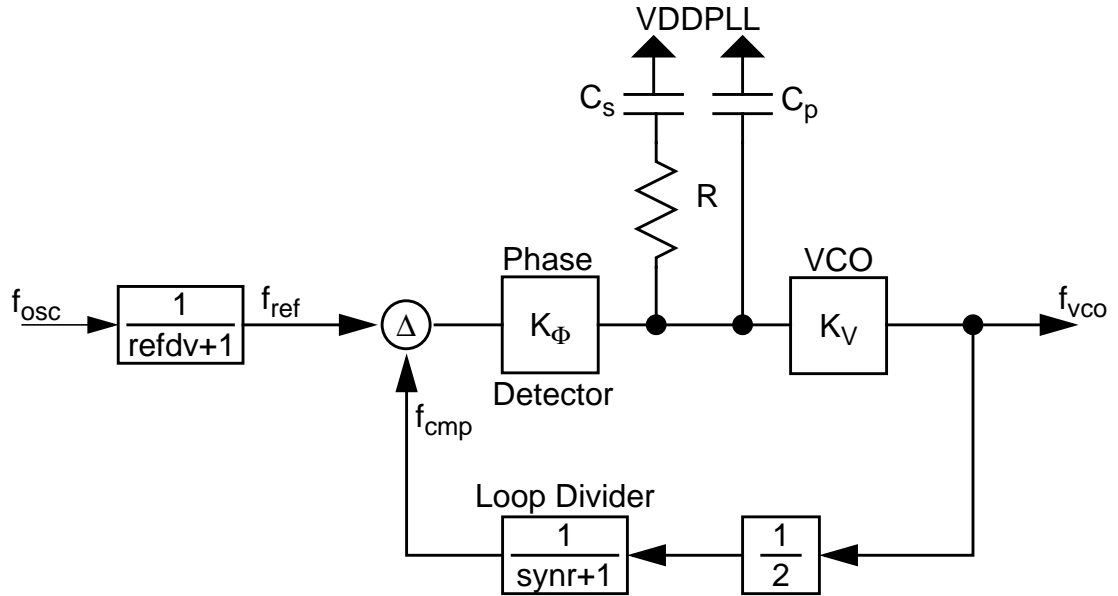 VDDPLL
Cs
Cp
R
Phase
VCO
fosc
1
refdv+1
fref
Δ
KΦ
KV
fvco
Detector
fcmp
Loop Divider
1
synr+1
1
2